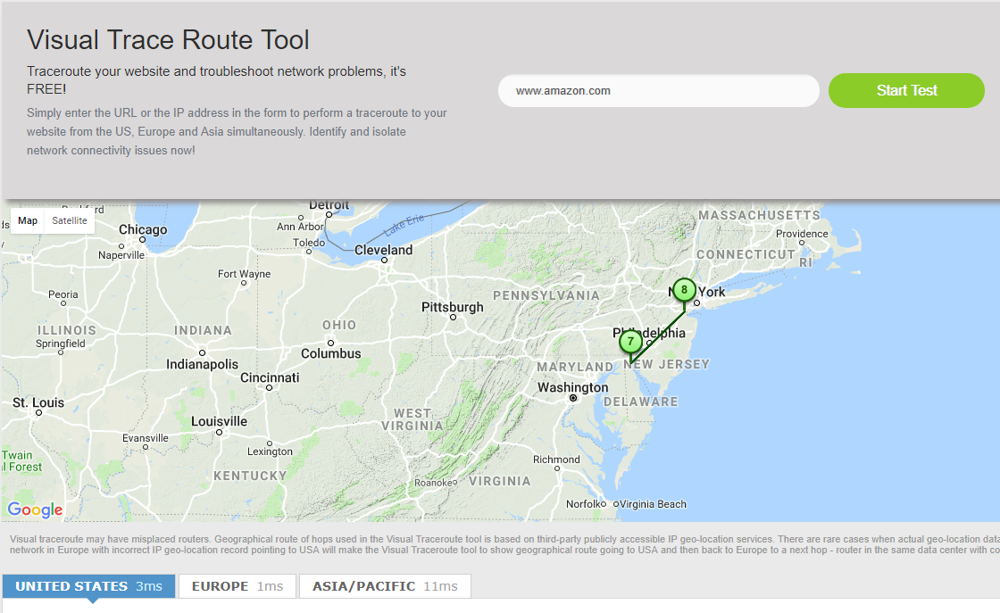 Visual Trace Route Tool
Traceroute your website and troubleshoot network problems, it's
FREE!
Simply enter the URL or the IP address in the form to perform a traceroute to your
website from the US, Europe and Asia simultaneously. Identify and isolate
network connectivity issues now!
www.amazon.com
Start Test
Map Satellite
Detroit
Ann Arbor
Lake Erie
Toledo
Chicago
Naperville
Cleveland
MASSACHUSETTS
Providence
CONNECTICUT
RI
Fort Wayne
Peoria
PENNSYLVANIA
8
York
Pittsburgh
ILLINOIS
INDIANA
OHIO
Philadelphia
7
Springfield
Columbus
Indianapolis
MARYLAND
NEW JERSEY
Cincinnati
Washington
DELAWARE
St. Louis
WEST
VIRGINIA
Louisville
Evansville
Lexington
Twain
al Forest
KENTUCKY
Richmond
Roanoke
VIRGINIA
Norfolk
Virginia Beach
Google
Visual traceroute may have misplaced routers. Geographical route of hops used in the Visual Traceroute tool is based on third-party publicly accessible IP geo-location services. There are rare cases when actual geo-location data
network in Europe with incorrect IP geo-location record pointing to USA will make the Visual Traceroute tool to show geographical route going to USA and then back to Europe to a next hop - router in the same data center with co
UNITED STATES 3ms
EUROPE 1ms
ASIA/PACIFIC 11ms